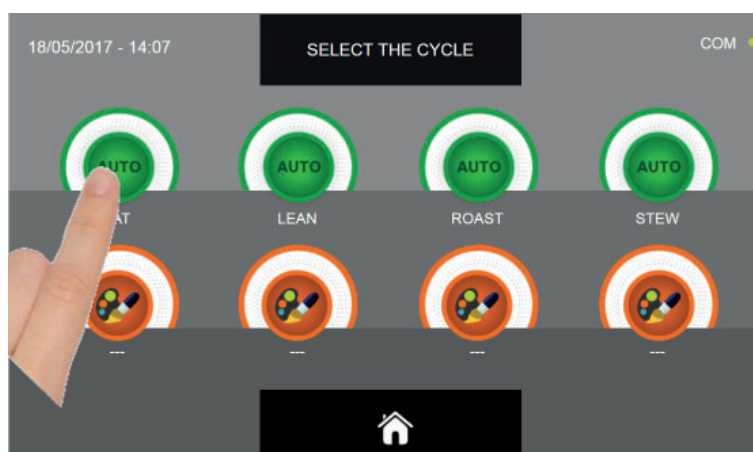 18/05/2017 - 14:07
SELECT THE CYCLE
COM
AUTO AUTO AUTO AUTO
LEAN ROAST STEW
--- --- --- ---